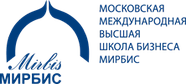 Mirbis
МИРБИС
МОСКОВСКАЯ
МЕЖДУНАРОДНАЯ
ВЫСШАЯ
ШКОЛА БИЗНЕСА
МИРБИС